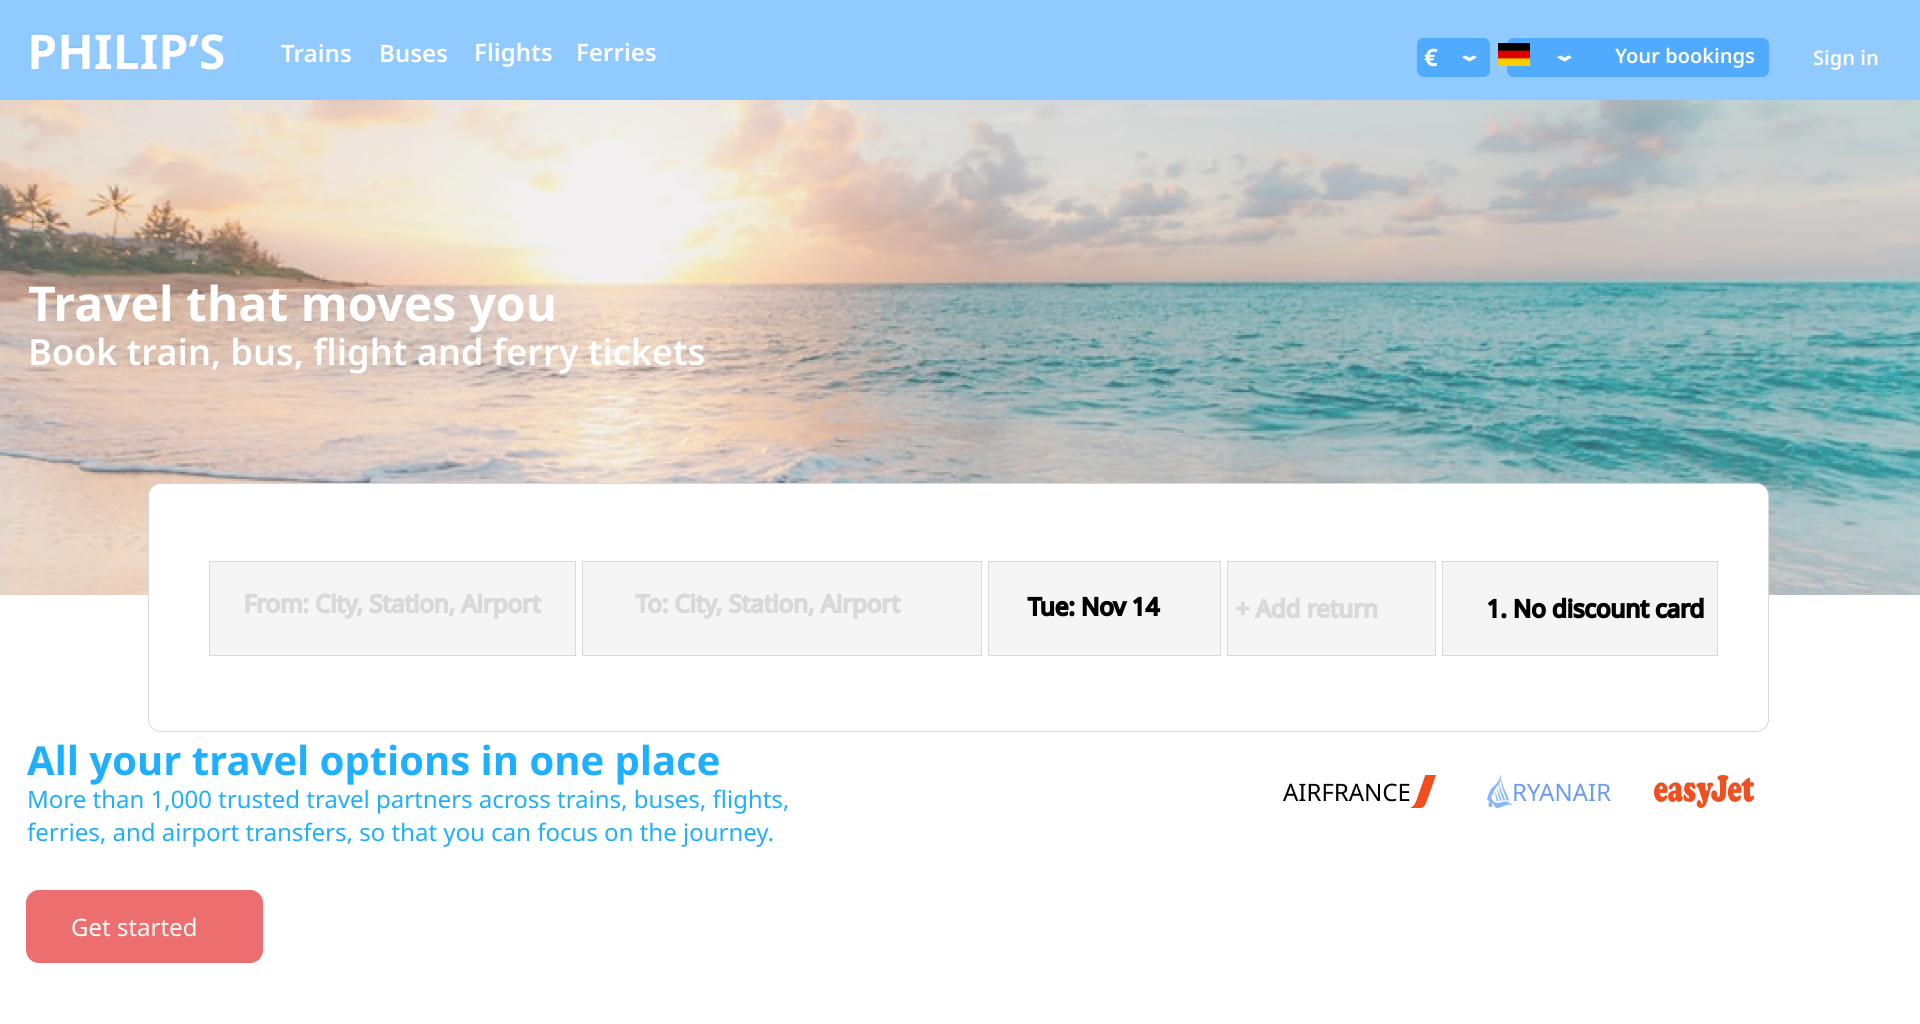 PHILIP’S
Trains Buses Flights Ferries
€
Your bookings
Sign in
Travel that moves you
Book train, bus, flight and ferry tickets
From: City, Station, Airport
To: City, Station, Airport
Tue: Nov 14
+ Add return
1. No discount card
All your travel options in one place
More than 1,000 trusted travel partners across trains, buses, flights,
ferries, and airport transfers, so that you can focus on the journey.
AIRFRANCE
RYANAIR
easyJet
Get started